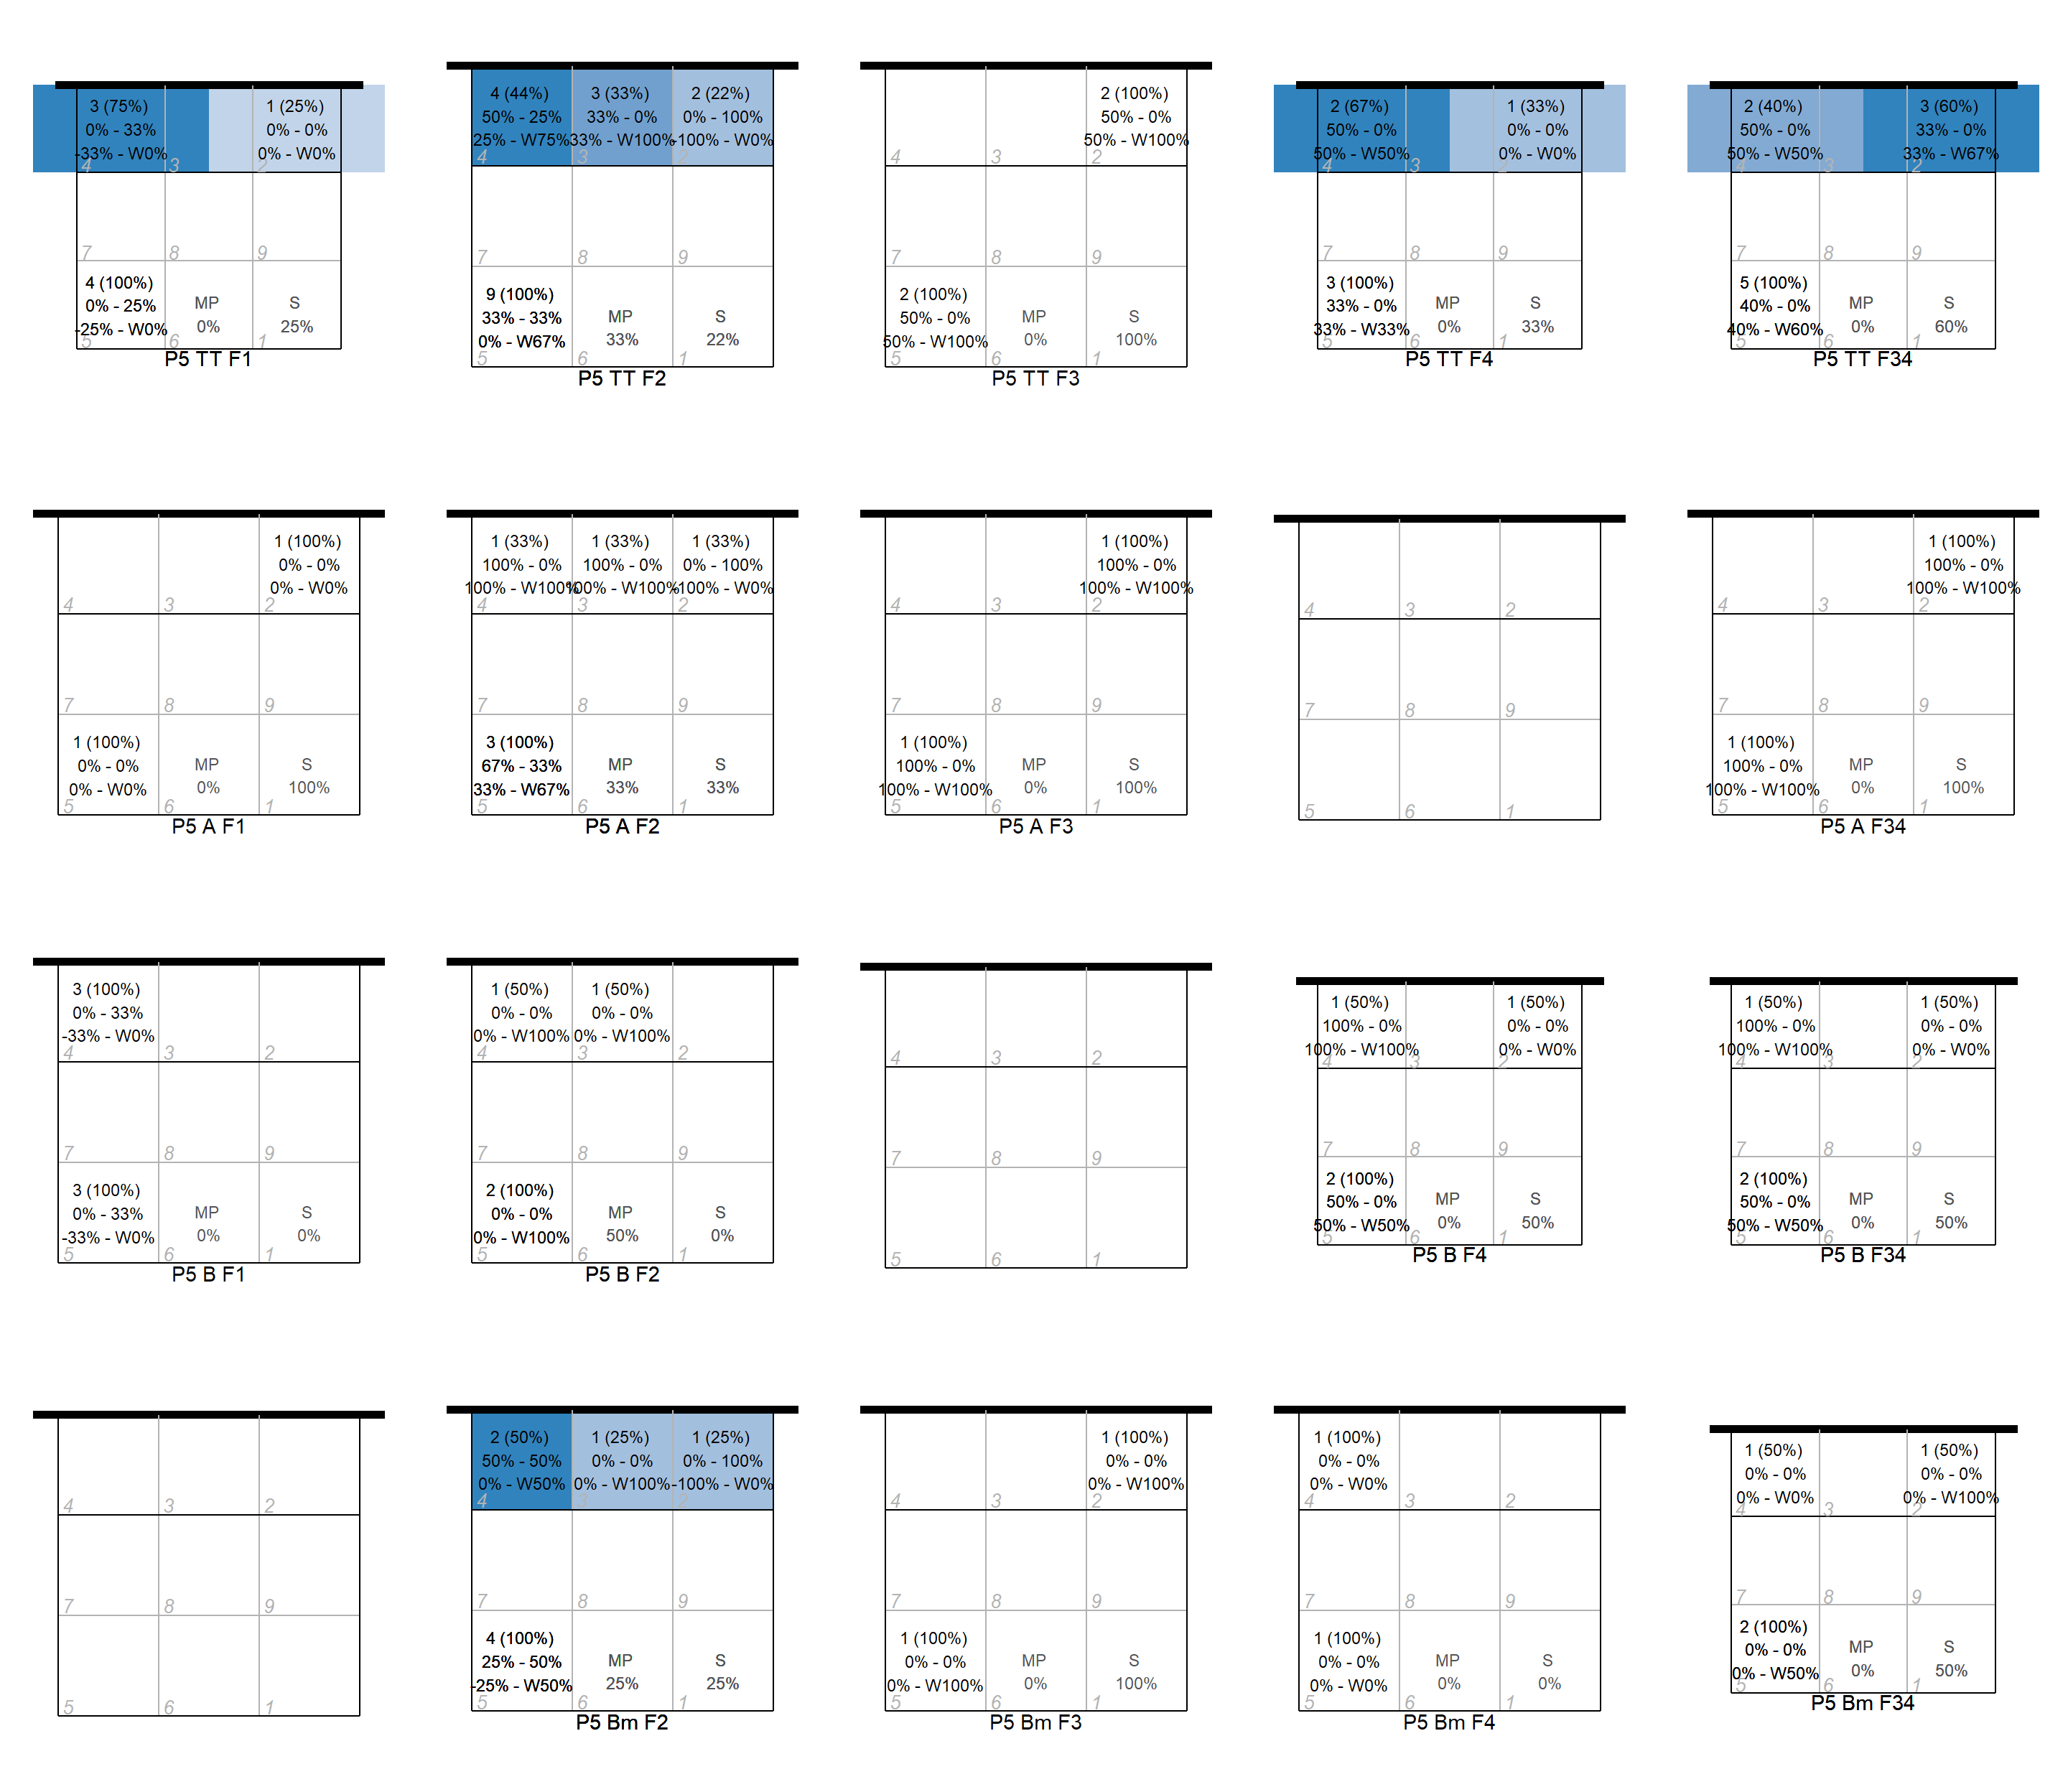 3 (75%)
0% - 33%
-33% - W0%
1 (25%)
0% - 0%
0% - W0%
4 3 2
7 8 9
4 (100%)
0% - 25%
-25% - W0%
MP
0%
S
25%
5 6 1
P5 TT F1
4 (44%)
50% - 25%
25% - W75%
3 (33%)
33% - 0%
33% - W100%
2 (22%)
0% - 100%
-100% - W0%
4 3 2
7 8 9
9 (100%)
33% - 33%
0% - W67%
MP
33%
S
22%
5 6 1
P5 TT F2
2 (100%)
50% - 0%
50% - W100%
4 3 2
7 8 9
2 (100%)
50% - 0%
50% - W100%
MP
0%
S
100%
5 6 1
P5 TT F3
2 (67%)
50% - 0%
50% - W50%
1 (33%)
0% - 0%
0% - W0%
4 3 2
7 8 9
3 (100%)
33% - 0%
33% - W33%
MP
0%
S
33%
5 6 1
P5 TT F4
2 (40%)
50% - 0%
50% - W50%
3 (60%)
33% - 0%
33% - W67%
4 3 2
7 8 9
5 (100%)
40% - 0%
40% - W60%
MP
0%
S
60%
5 6 1
P5 TT F34
1 (100%)
0% - 0%
0% - W0%
4 3 2
7 8 9
1 (100%)
0% - 0%
0% - W0%
MP
0%
S
100%
5 6 1
P5 A F1
1 (33%)
100% - 0%
100% - W100%
1 (33%)
100% - 0%
100% - W100%
1 (33%)
0% - 100%
-100% - W0%
4 3 2
7 8 9
3 (100%)
67% - 33%
33% - W67%
MP
33%
S
33%
5 6 1
P5 A F2
1 (100%)
100% - 0%
100% - W100%
4 3 2
7 8 9
1 (100%)
100% - 0%
100% - W100%
MP
0%
S
100%
5 6 1
P5 A F3
4 3 2
7 8 9
5 6 1
1 (100%)
100% - 0%
100% - W100%
4 3 2
7 8 9
1 (100%)
100% - 0%
100% - W100%
MP
0%
S
100%
5 6 1
P5 A F34
3 (100%)
0% - 33%
-33% - W0%
4 3 2
7 8 9
3 (100%)
0% - 33%
-33% - W0%
MP
0%
S
0%
5 6 1
P5 B F1
1 (50%)
0% - 0%
0% - W100%
1 (50%)
0% - 0%
0% - W100%
4 3 2
7 8 9
2 (100%)
0% - 0%
0% - W100%
MP
50%
S
0%
5 6 1
P5 B F2
4 3 2
7 8 9
5 6 1
1 (50%)
100% - 0%
100% - W100%
1 (50%)
0% - 0%
0% - W0%
4 3 2
7 8 9
2 (100%)
50% - 0%
50% - W50%
MP
0%
S
50%
5 6 1
P5 B F4
1 (50%)
100% - 0%
100% - W100%
1 (50%)
0% - 0%
0% - W0%
4 3 2
7 8 9
2 (100%)
50% - 0%
50% - W50%
MP
0%
S
50%
5 6 1
P5 B F34
4 3 2
7 8 9
5 6 1
2 (50%)
50% - 50%
0% - W50%
1 (25%)
0% - 0%
0% - W100%
1 (25%)
0% - 100%
-100% - W0%
4 3 2
7 8 9
4 (100%)
25% - 50%
-25% - W50%
MP
25%
S
25%
5 6 1
P5 Bm F2
1 (100%)
0% - 0%
0% - W100%
4 3 2
7 8 9
1 (100%)
0% - 0%
0% - W100%
MP
0%
S
100%
5 6 1
P5 Bm F3
1 (100%)
0% - 0%
0% - W0%
4 3 2
7 8 9
1 (100%)
0% - 0%
0% - W0%
MP
0%
S
0%
5 6 1
P5 Bm F4
1 (50%)
0% - 0%
0% - W0%
1 (50%)
0% - 0%
0% - W100%
4 3 2
7 8 9
2 (100%)
0% - 0%
0% - W50%
MP
0%
S
50%
5 6 1
P5 Bm F34